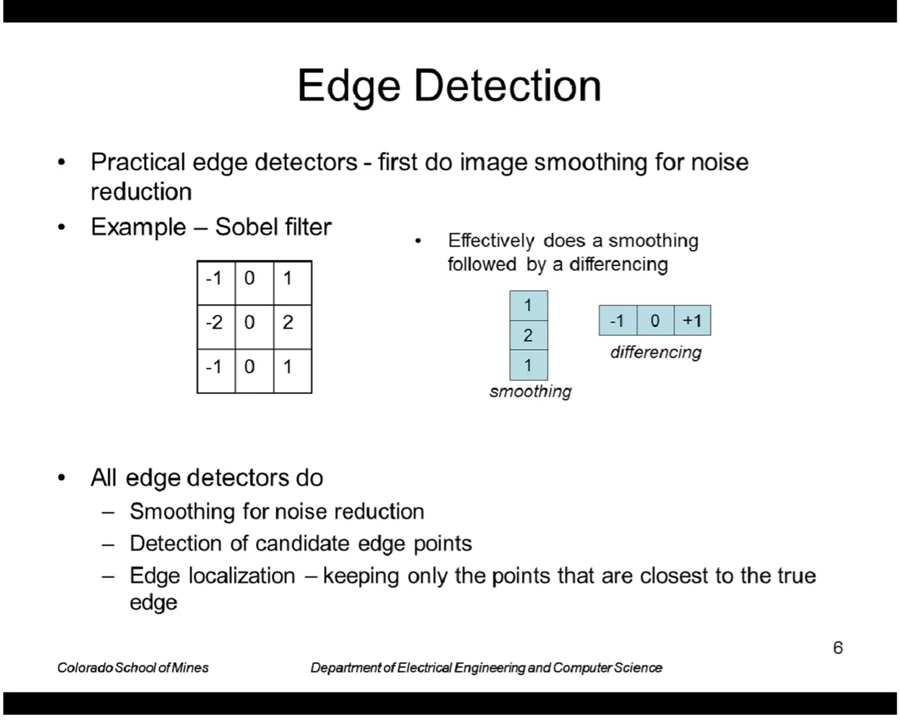 Edge Detection
• Practical edge detectors - first do image smoothing for noise
reduction
• Example – Sobel filter
-1 0 1
-2 0 2
-1 0 1
• Effectively does a smoothing
followed by a differencing
1
2
1
smoothing
-1 0 +1
differencing
• All edge detectors do
– Smoothing for noise reduction
– Detection of candidate edge points
– Edge localization – keeping only the points that are closest to the true
edge
6
Colorado School of Mines
Department of Electrical Engineering and Computer Science